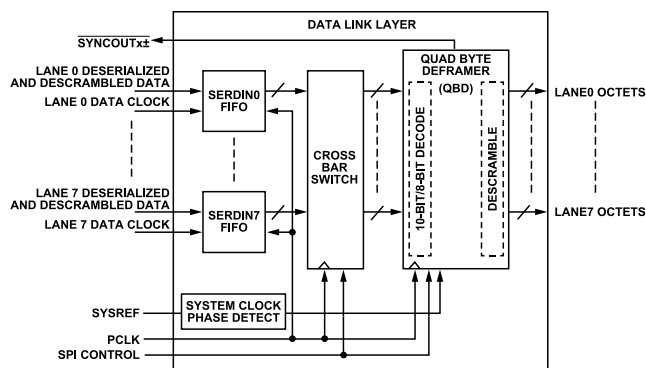 DATA LINK LAYER
SYNCOUTx±
QUAD BYTE
DEFRAMER
(QBD)
LANE 0 DESERIALIZED
AND DESCRAMBLED DATA
LANE 0 DATA CLOCK
SERDIN0
FIFO
LANE0 OCTETS
CROSS
BAR
SWITCH
10-BIT/8-BIT DECODE
DESCRAMBLE
LANE 7 DESERIALIZED
AND DESCRAMBLED DATA
LANE 7 DATA CLOCK
SERDIN7
FIFO
LANE7 OCTETS
SYSREF
SYSTEM CLOCK
PHASE DETECT
PCLK
SPI CONTROL